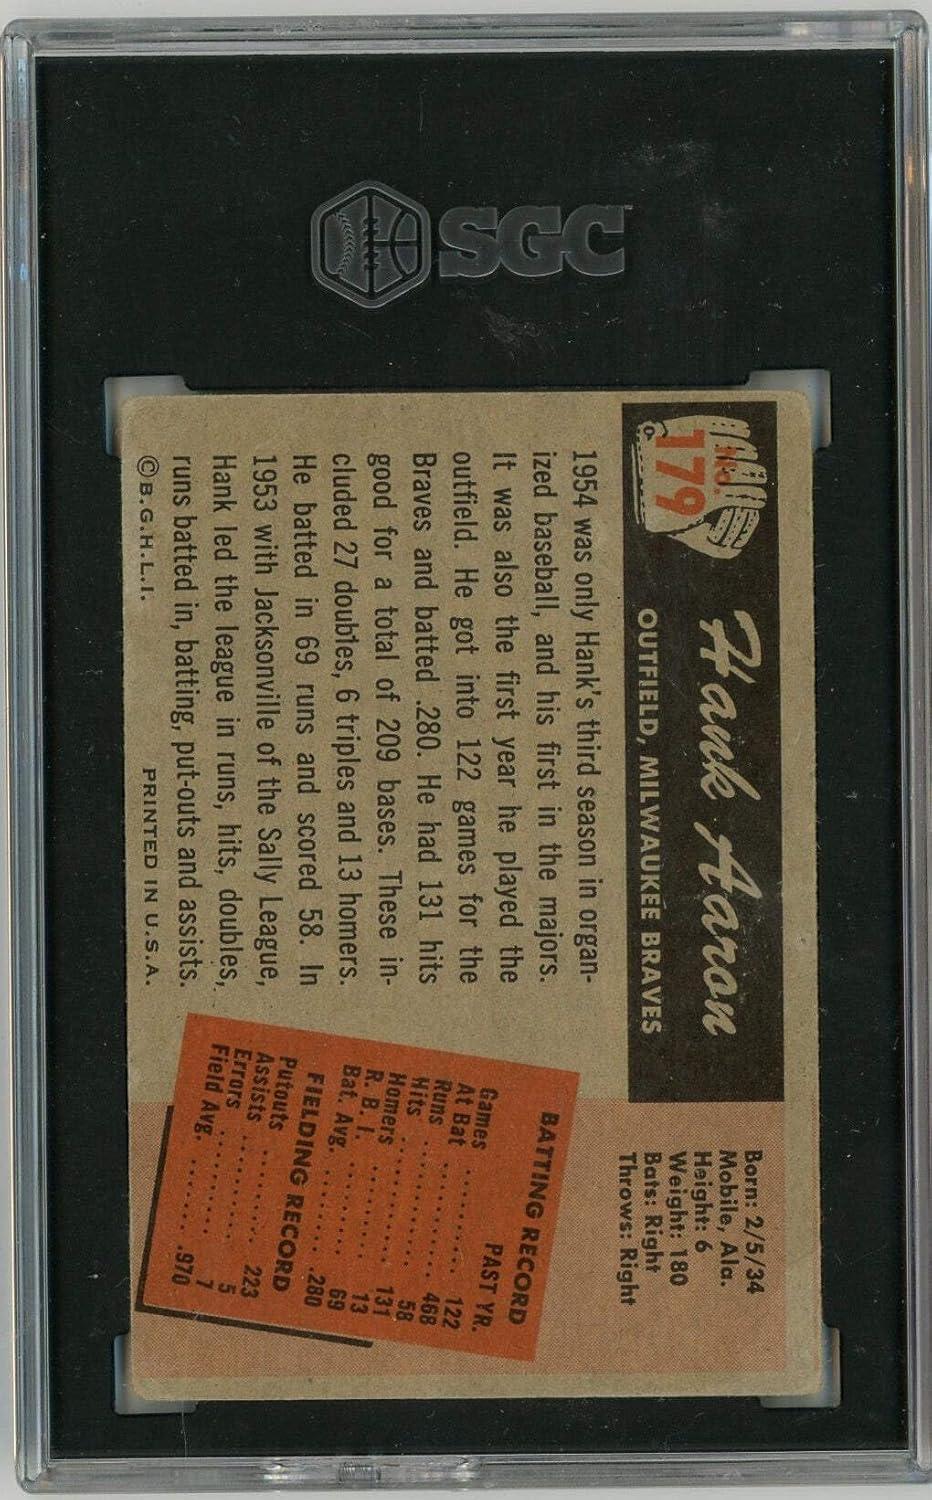 SGC
No.
179
Hank Aaron
OUTFIELD, MILWAUKEE BRAVES
1954 was only Hank's third season in organ-
ized baseball, and his first in the majors.
It was also the first year he played the
outfield. He got into 122 games for the
Braves and batted .280. He had 131 hits
good for a total of 209 bases. These in-
cluded 27 doubles, 6 triples and 13 homers.
He batted in 69 runs and scored 58. In
1953 with Jacksonville of the Sally League,
Hank led the league in runs, hits, doubles,
runs batted in, batting, put-outs and assists.
©B.G.H.L.I. PRINTED IN U.S.A.
Born: 2/5/34
Mobile, Ala.
Height: 6
Weight: 180
Bats: Right
Throws: Right
BATTING RECORD
PAST YR.
Games ........... 122
At Bat ........... 468
Runs ............ 58
Hits ............ 131
Homers .......... 13
R. B. I. .......... 69
Bat. Avg. ........ .280
FIELDING RECORD
Putouts .......... 223
Assists .......... 5
Errors ........... 7
Field Avg. ....... .970